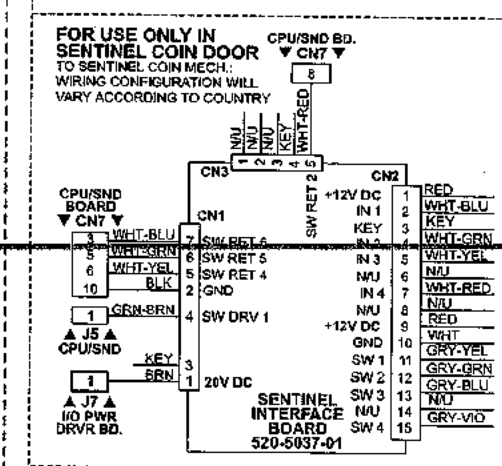 FOR USE ONLY IN
SENTINEL COIN DOOR
TO SENTINEL COIN MECH.:
WIRING CONFIGURATION WILL
VARY ACCORDING TO COUNTRY
CPU/SND BD.
▼ CN7 ▼
8
N/U
N/U
N/U
KEY
WHT-RED
1
2
3
4
5
CN3
SW RET 2
CN2
CPU/SND
BOARD
▼ CN7 ▼
CN1
3 WHT-BLU 7 SW RET 6
5 WHT-GRN 6 SW RET 5
6 WHT-YEL 5 SW RET 4
10 BLK 2 GND
1 GRN-BRN 4 SW DRV 1
▲ J5 ▲
CPU/SND
KEY 3
1 BRN 1 20V DC
▲ J7 ▲
I/O PWR
DRVR BD.
+12V DC 1 RED
IN 1 2 WHT-BLU
KEY 3 KEY
IN 2 WHT-GRN
IN 3 5 WHT-YEL
N/U 6 N/U
IN 4 7 WHT-RED
N/U 8 N/U
+12V DC 9 RED
GND 10 WHT
SW 1 11 GRY-YEL
SW 2 12 GRY-GRN
SW 3 13 GRY-BLU
N/U 14 N/U
SW 4 15 GRY-VIO
SENTINEL
INTERFACE
BOARD
520-5037-01